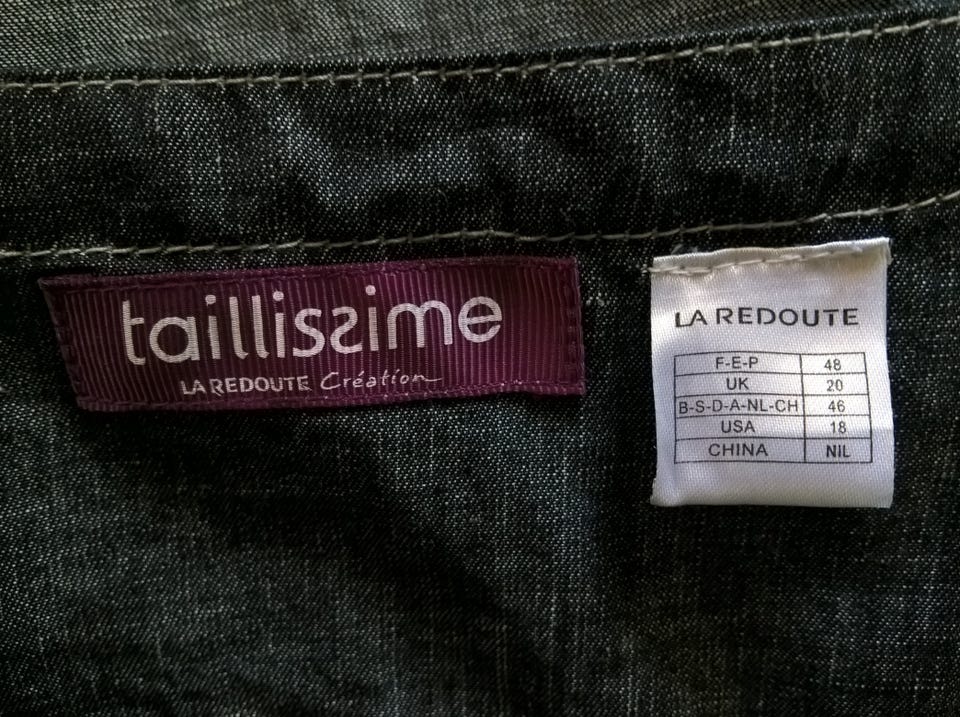 taillissime
LA REDOUTE Création
LA REDOUTE
F-E-P 48
UK 20
B-S-D-A-NL-CH 46
USA 18
CHINA NIL